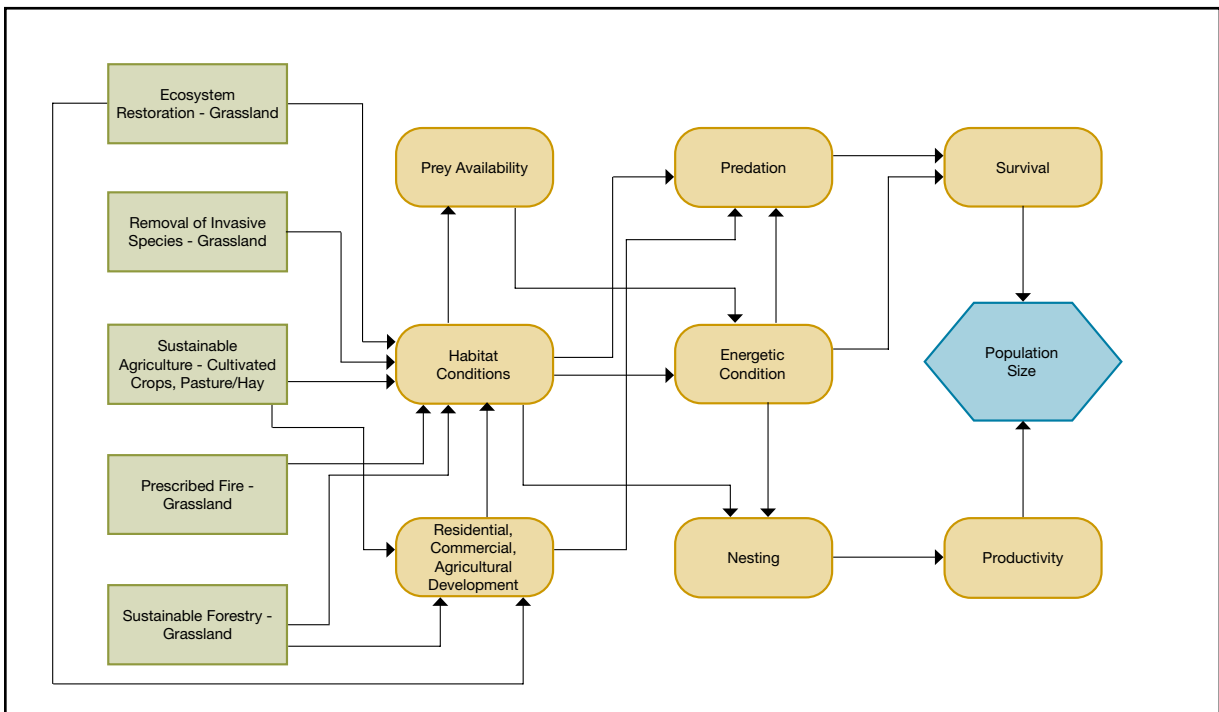 Ecosystem
Restoration - Grassland
Removal of Invasive
Species - Grassland
Sustainable
Agriculture - Cultivated
Crops, Pasture/Hay
Prescribed Fire -
Grassland
Sustainable Forestry -
Grassland
Prey Availability
Habitat
Conditions
Residential,
Commercial,
Agricultural
Development
Predation
Energetic
Condition
Nesting
Survival
Population
Size
Productivity